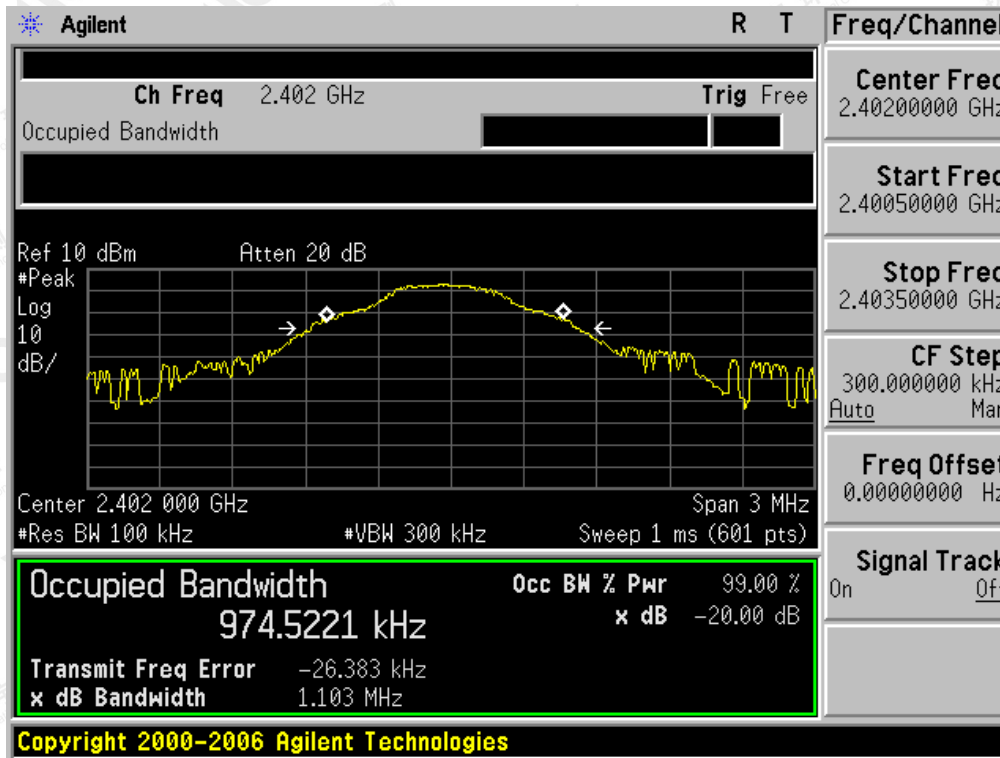 Agilent R T Freq/Channel
Ch Freq 2.402 GHz Trig Free
Occupied Bandwidth
Center Freq
2.40200000 GHz
Start Freq
2.40050000 GHz
Stop Freq
2.40350000 GHz
CF Step
300.000000 kHz
Auto Man
Freq Offset
0.00000000 Hz
Signal Track
On Off
Ref 10 dBm Atten 20 dB
#Peak
Log
10
dB/
Center 2.402 000 GHz Span 3 MHz
#Res BW 100 kHz #VBW 300 kHz Sweep 1 ms (601 pts)
Occupied Bandwidth
974.5221 kHz
Occ BW % Pwr 99.00 %
x dB -20.00 dB
Transmit Freq Error -26.383 kHz
x dB Bandwidth 1.103 MHz
Copyright 2000-2006 Agilent Technologies